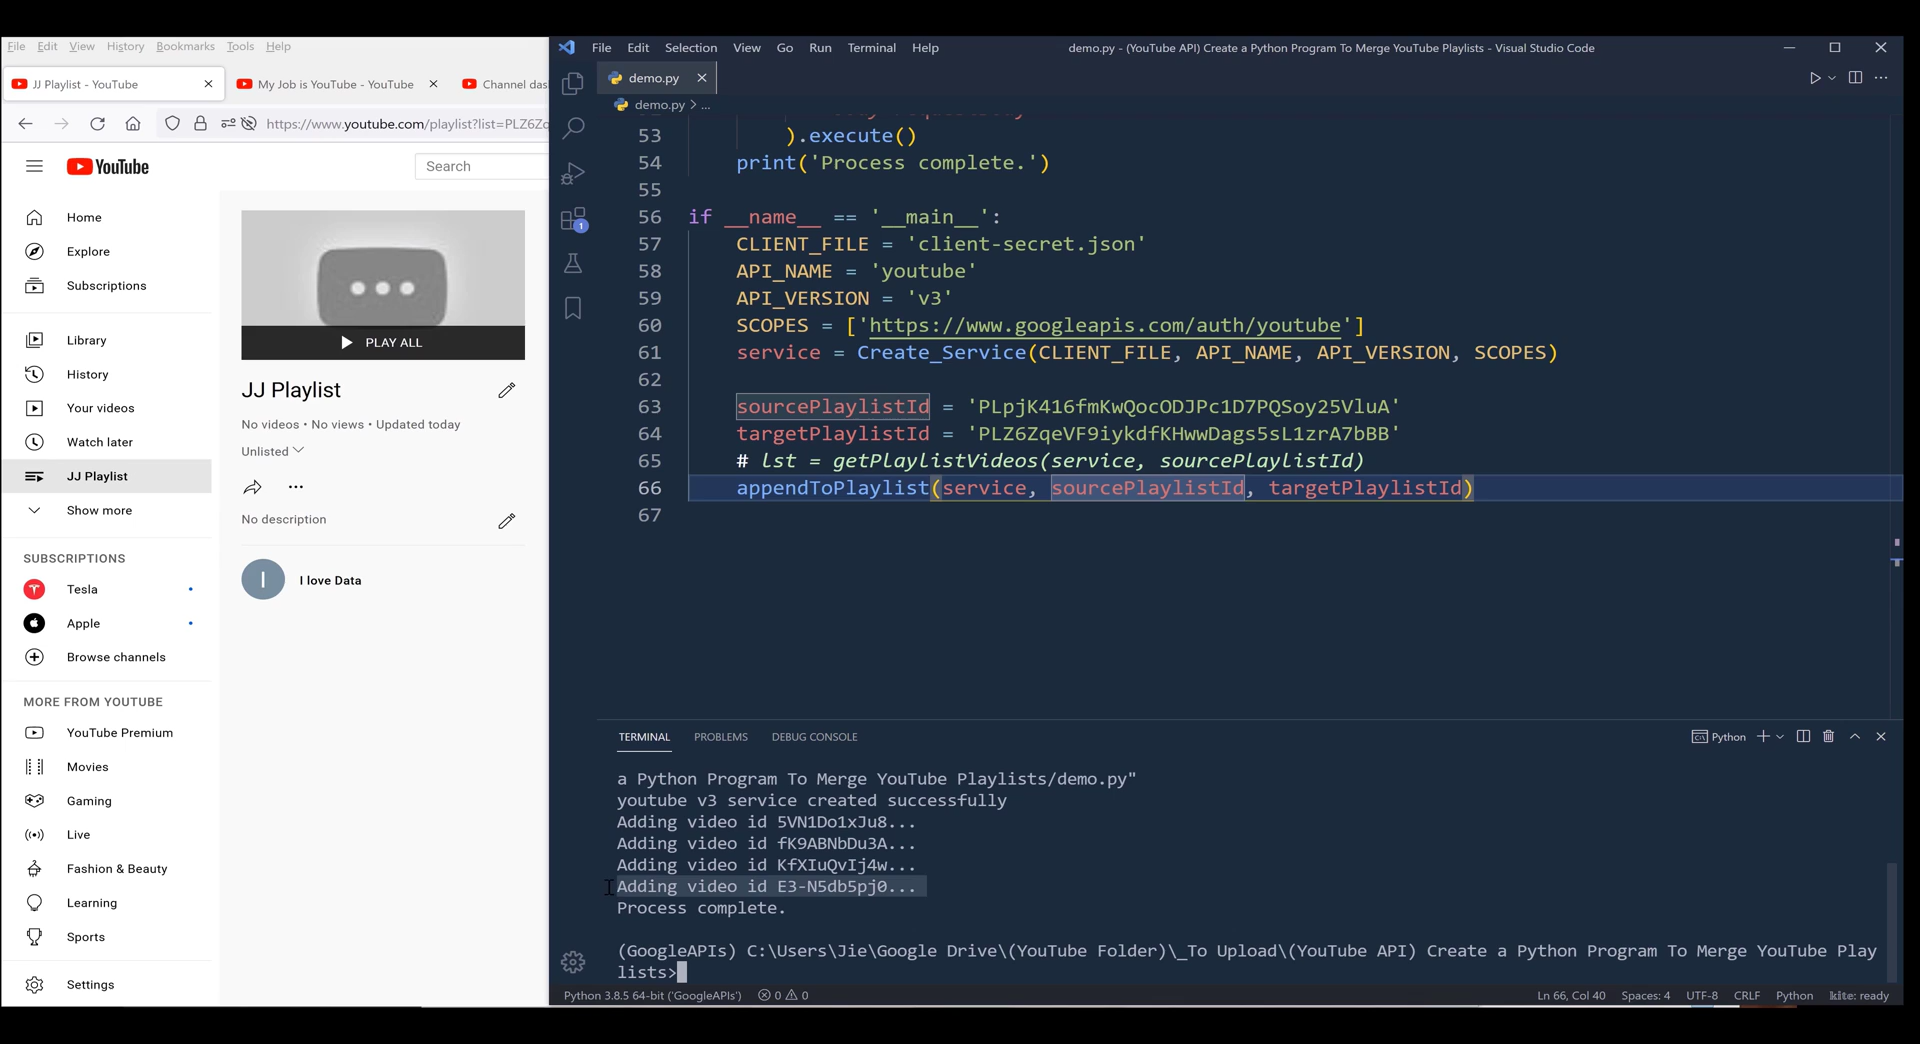 File Edit View History Bookmarks Tools Help
JJ Playlist - YouTube
My Job is YouTube - YouTube
Channel das
https://www.youtube.com/playlist?list=PLZ6Zq
YouTube
Search
Home
Explore
Subscriptions
Library
History
Your videos
Watch later
JJ Playlist
Show more
SUBSCRIPTIONS
Tesla
Apple
Browse channels
MORE FROM YOUTUBE
YouTube Premium
Movies
Gaming
Live
Fashion & Beauty
Learning
Sports
Settings
PLAY ALL
JJ Playlist
No videos • No views • Updated today
Unlisted
No description
I
I love Data
File Edit Selection View Go Run Terminal Help
demo.py - (YouTube API) Create a Python Program To Merge YouTube Playlists - Visual Studio Code
demo.py
demo.py > ...
1
53 ).execute()
54 print('Process complete.')
55
56 if __name__ == '__main__':
57 CLIENT_FILE = 'client-secret.json'
58 API_NAME = 'youtube'
59 API_VERSION = 'v3'
60 SCOPES = ['https://www.googleapis.com/auth/youtube']
61 service = Create_Service(CLIENT_FILE, API_NAME, API_VERSION, SCOPES)
62
63 sourcePlaylistId = 'PLpjK416fmKwQocODJPc1D7PQSoy25VluA'
64 targetPlaylistId = 'PLZ6ZqeVF9iykdfKHwwDags5sL1zrA7bBB'
65 # lst = getPlaylistVideos(service, sourcePlaylistId)
66 appendToPlaylist(service, sourcePlaylistId, targetPlaylistId)
67
TERMINAL PROBLEMS DEBUG CONSOLE
Python
a Python Program To Merge YouTube Playlists/demo.py"
youtube v3 service created successfully
Adding video id 5VN1Do1xJu8...
Adding video id fK9ABNbDu3A...
Adding video id KfXIuQvIj4w...
Adding video id E3-N5db5pj0...
Process complete.
(GoogleAPIs) C:\Users\Jie\Google Drive\(YouTube Folder)\_To Upload\(YouTube API) Create a Python Program To Merge YouTube Play
lists>
Python 3.8.5 64-bit ('GoogleAPIs') 0 0
Ln 66, Col 40 Spaces: 4 UTF-8 CRLF Python kite: ready